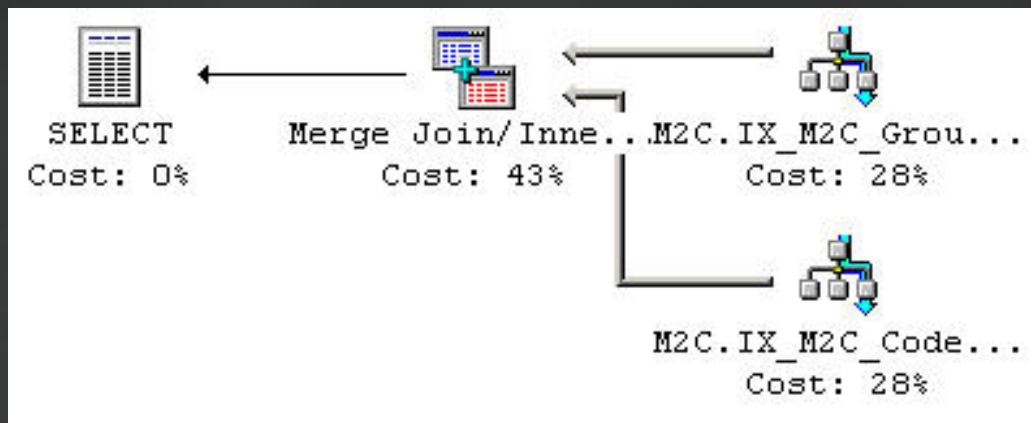 SELECT
Cost: 0%
Merge Join/Inne...
Cost: 43%
M2C.IX_M2C_Grou...
Cost: 28%
M2C.IX_M2C_Code...
Cost: 28%